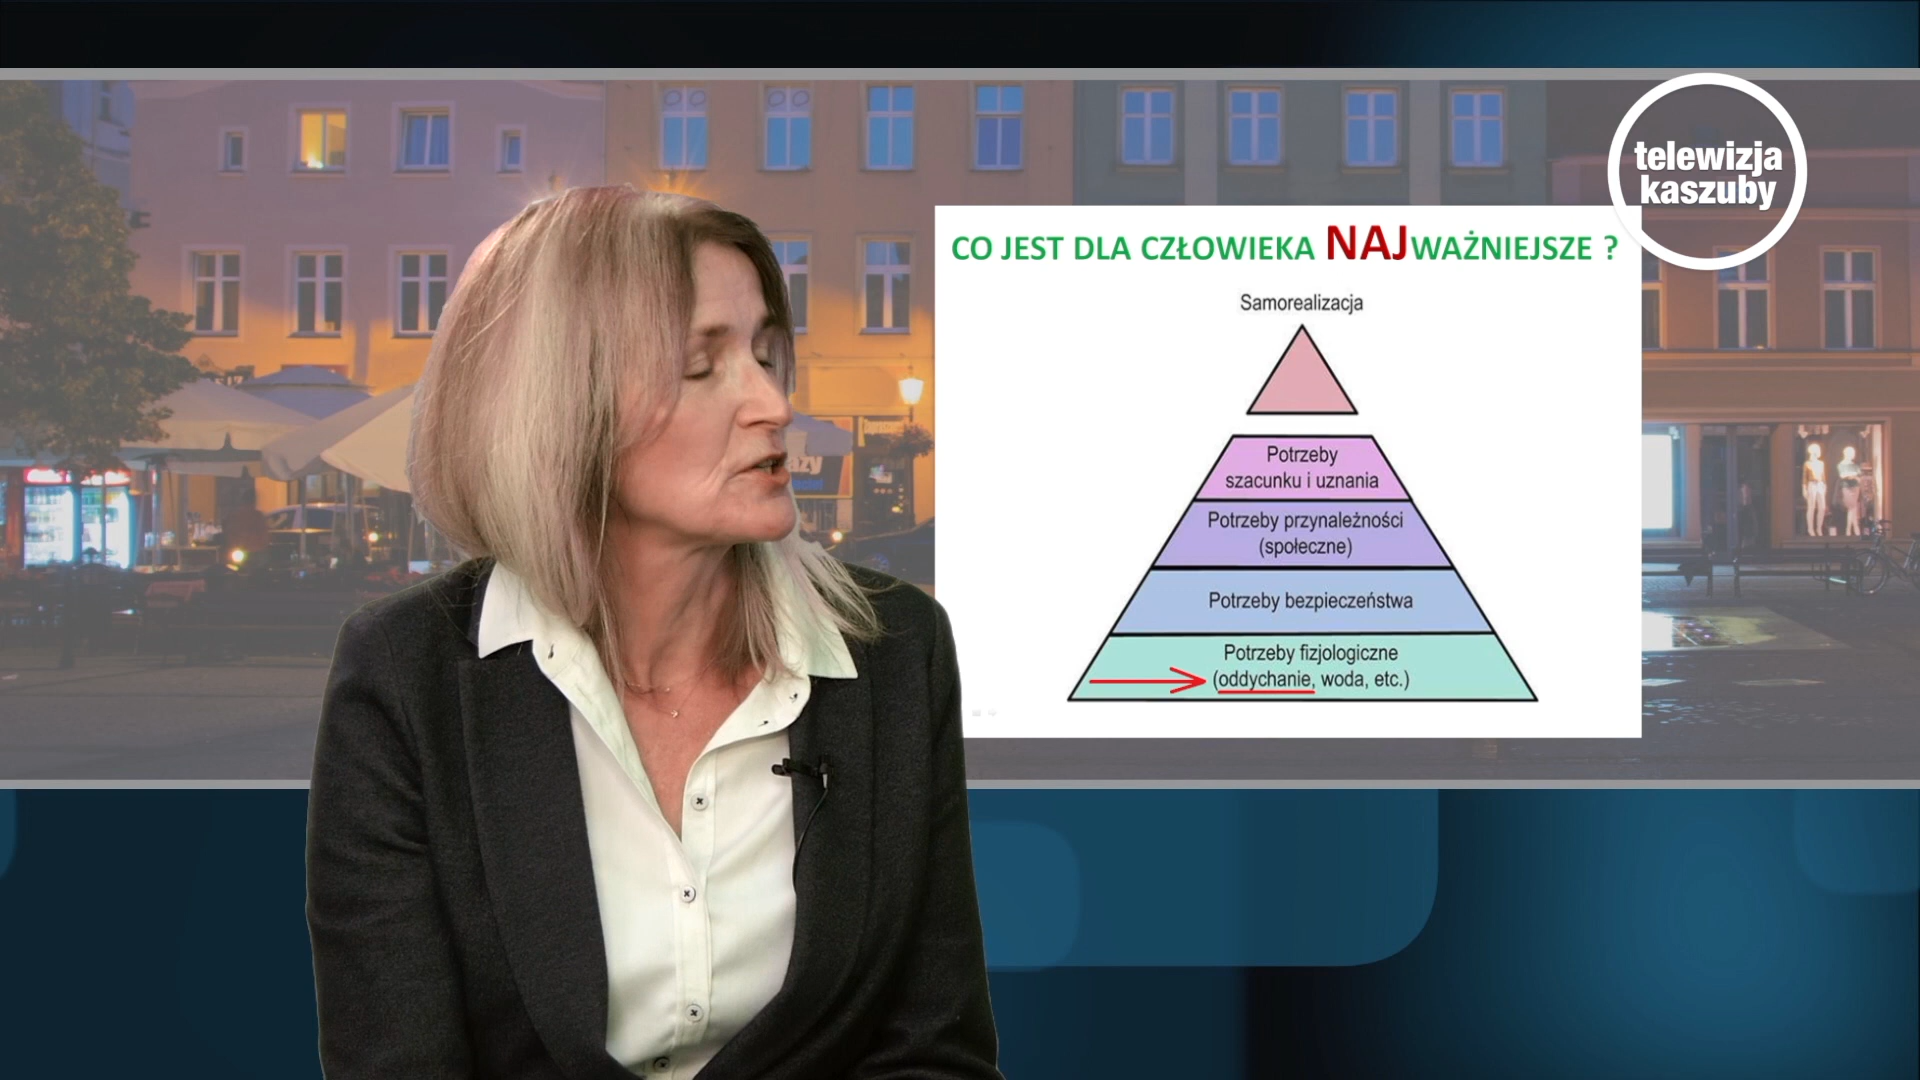 telewizja
kaszuby
CO JEST DLA CZŁOWIEKA NAJWAŻNIEJSZE ?
Samorealizacja
Potrzeby
szacunku i uznania
Potrzeby przynależności
(społeczne)
Potrzeby bezpieczeństwa
Potrzeby fizjologiczne
(oddychanie, woda, etc.)